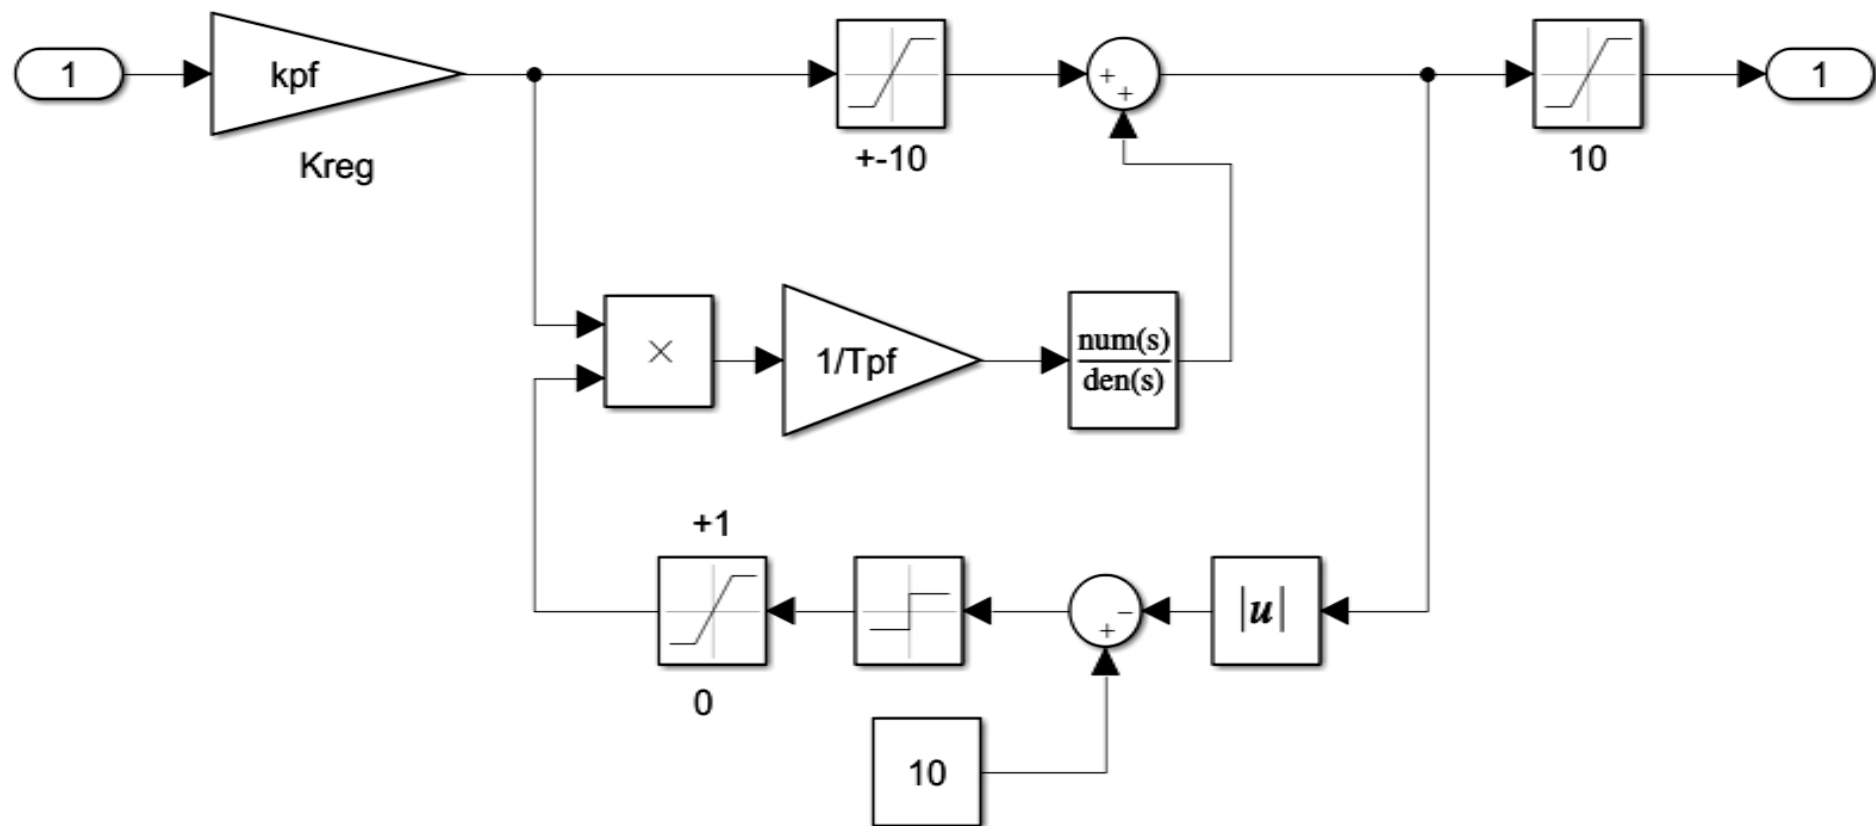 1
kpf
Kreg
+
+
+-10
10
1
×
1/Tpf
num(s)
den(s)
+1
0
−
+
|u|
10